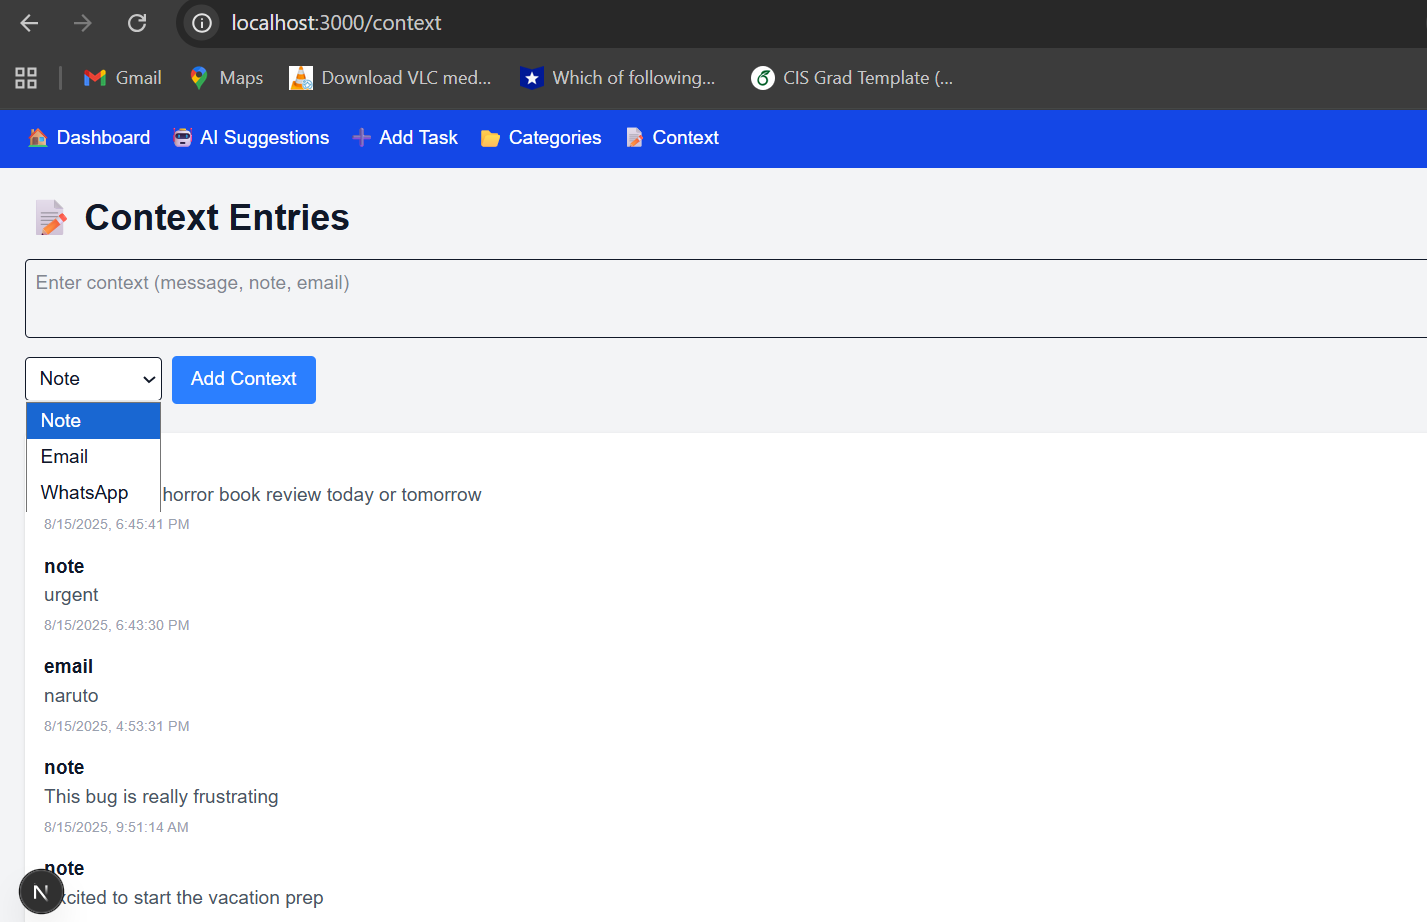 localhost:3000/context
Gmail Maps Download VLC med... Which of following... CIS Grad Template (...
Dashboard AI Suggestions Add Task Categories Context
Context Entries
Enter context (message, note, email)
Note Add Context
Note
Email
WhatsApp
horror book review today or tomorrow
8/15/2025, 6:45:41 PM
note
urgent
8/15/2025, 6:43:30 PM
email
naruto
8/15/2025, 4:53:31 PM
note
This bug is really frustrating
8/15/2025, 9:51:14 AM
note
N
xcited to start the vacation prep